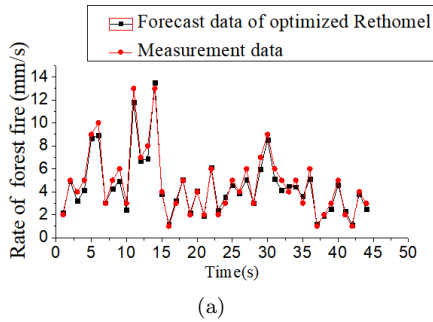 Forecast data of optimized Rethomel
Measurement data
Rate of forest fire (mm/s)
14
12
10
8
6
4
2
0
0 5 10 15 20 25 30 35 40 45 50
Time(s)
(a)